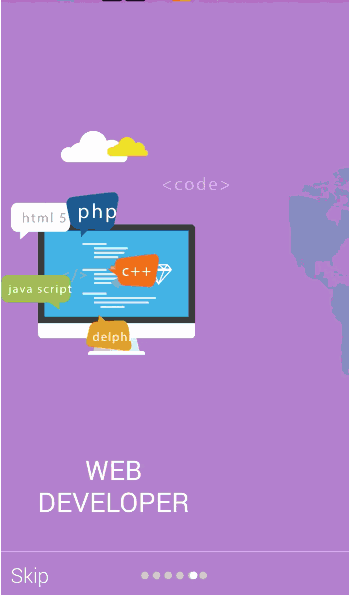 <code>
html 5
php
</>
c++
java script
delphi
WEB
DEVELOPER
Skip